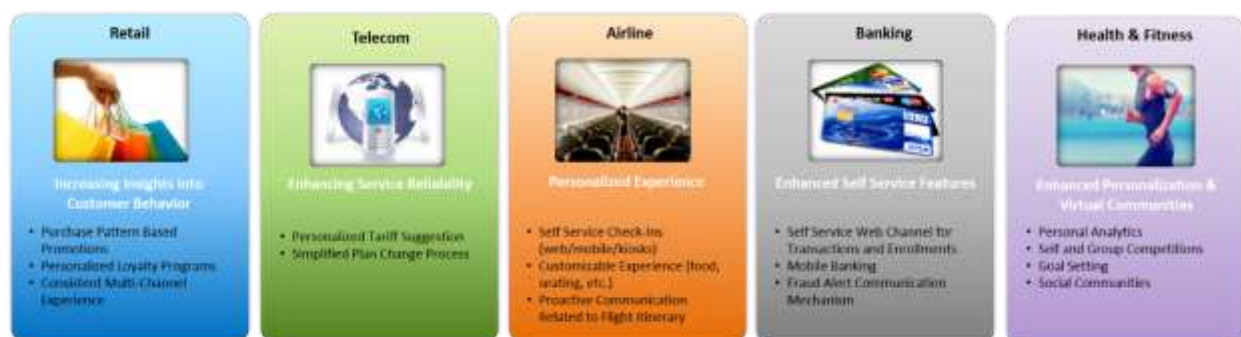 Retail
Increasing Insights Into
Customer Behavior
• Purchase Pattern Based
Promotions
• Personalized Loyalty Programs
• Consistent Multi-Channel
Experience
Telecom
Enhancing Service Reliability
• Personalized Tariff Suggestion
• Simplified Plan Change Process
Airline
Personalized Experience
• Self Service Check-Ins
(web/mobile/kiosks)
• Customizable Experience (food,
seating, etc.)
• Proactive Communication
Related to Flight Itinerary
Banking
VISA
Enhanced Self Service Features
• Self Service Web Channel for
Transactions and Enrollments
• Mobile Banking
• Fraud Alert Communication
Mechanism
Health & Fitness
Enhanced Personalization &
Virtual Communities
• Personal Analytics
• Self and Group Competitions
• Goal Setting
• Social Communities